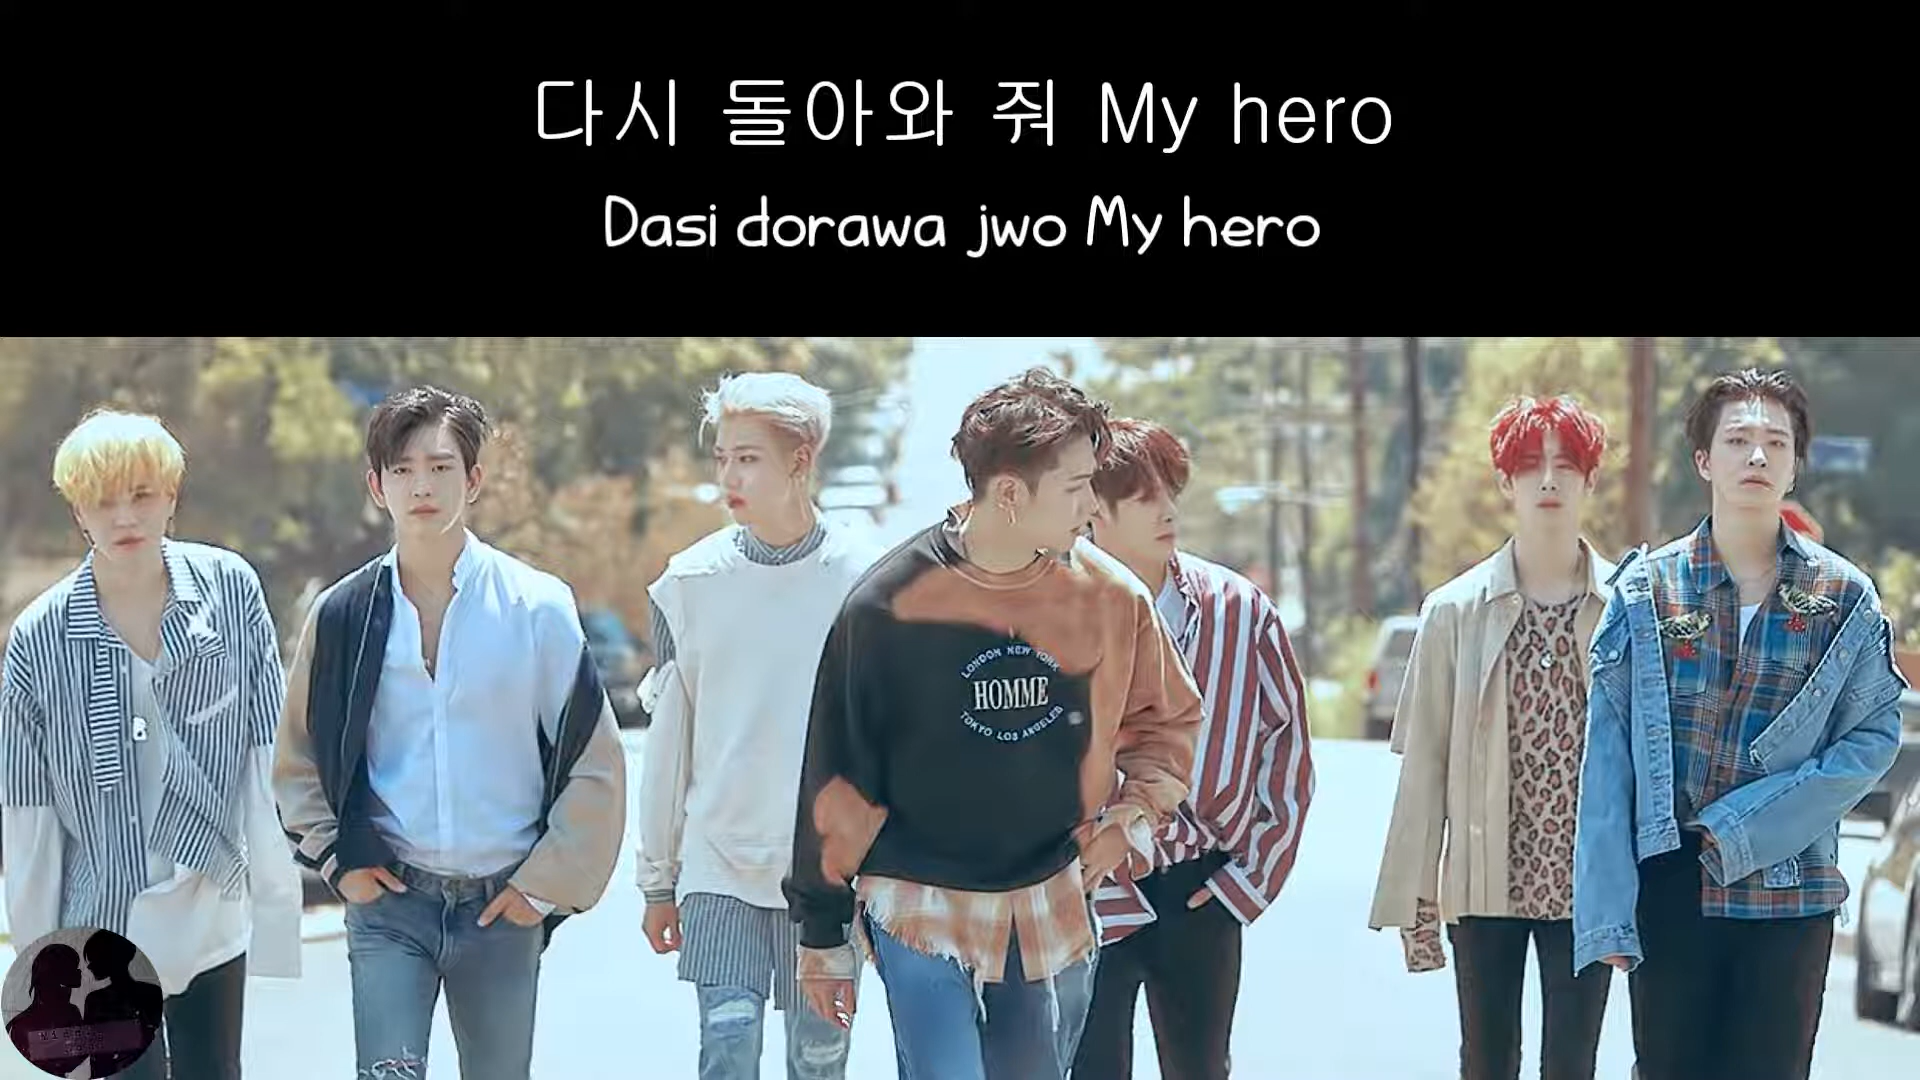 다시 돌아와 줘 My hero
Dasi dorawa jwo My hero
LONDON NEW YORK
HOMME
TOKYO LOS ANGELES